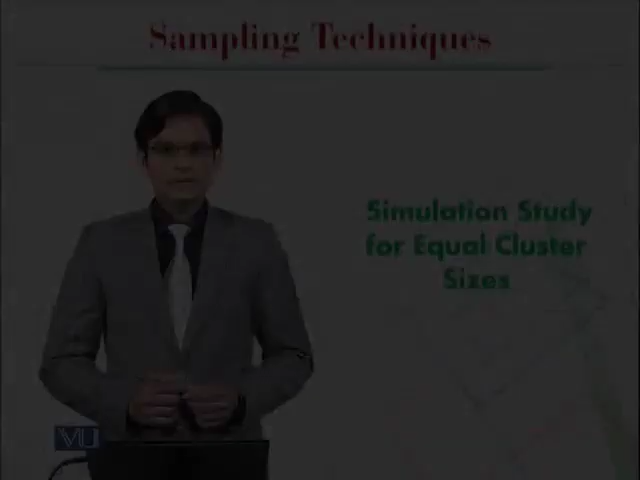 Sampling Techniques
Simulation Study
for Equal Cluster
Sizes
VU